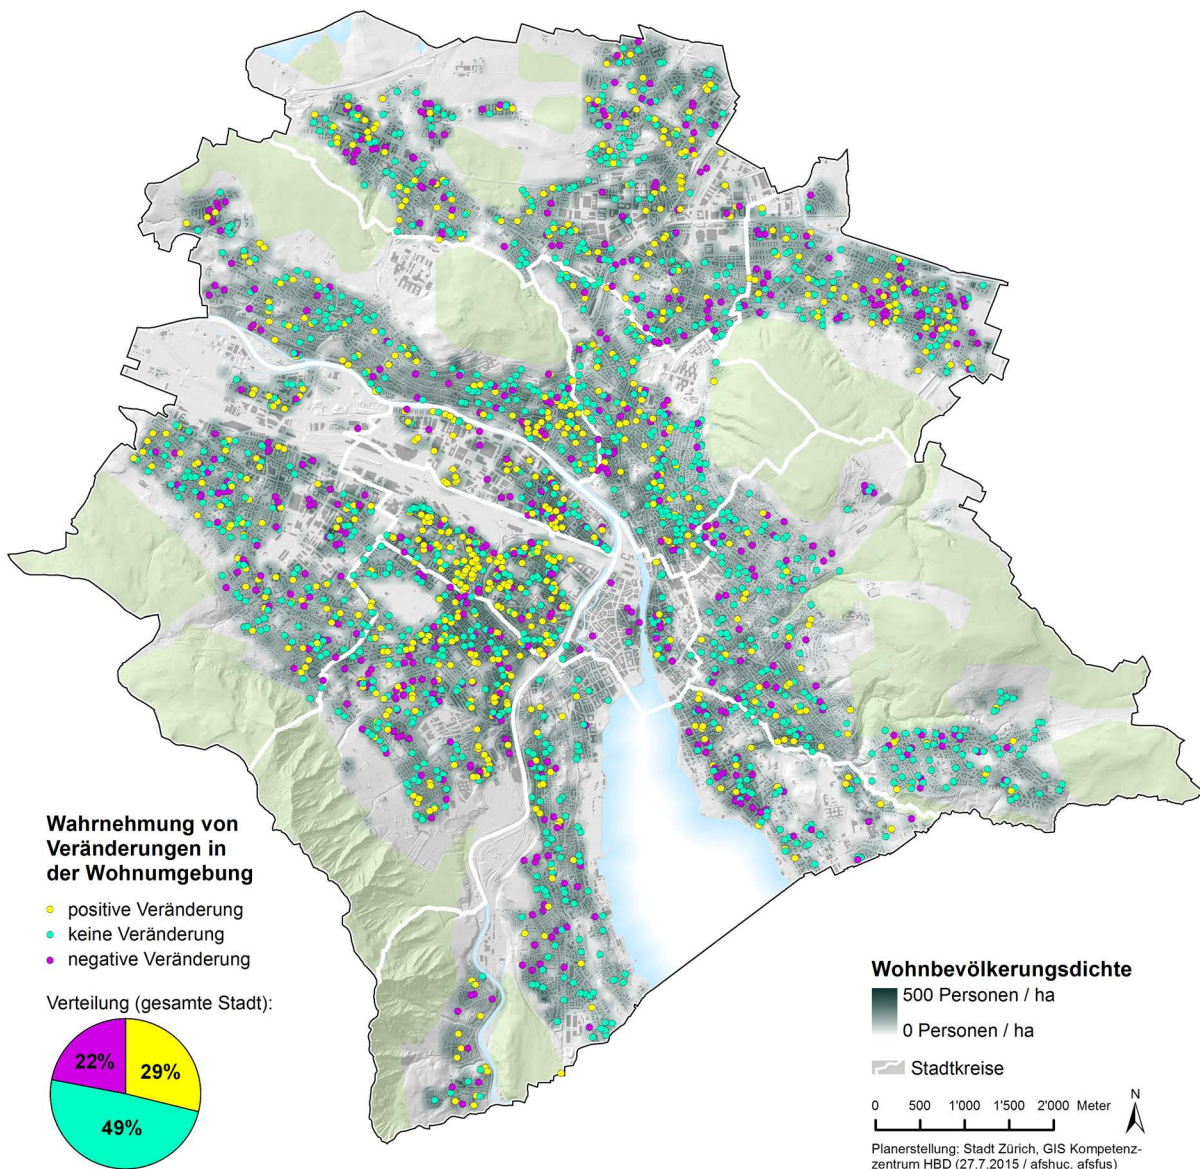 Wahrnehmung von
Veränderungen in
der Wohnumgebung
positive Veränderung
keine Veränderung
negative Veränderung
Verteilung (gesamte Stadt):
22%
29%
49%
Wohnbevölkerungsdichte
500 Personen / ha
0 Personen / ha
Stadtkreise
N
0 500 1'000 1'500 2'000 Meter
Planerstellung: Stadt Zürich, GIS Kompetenz-
zentrum HBD (27.7.2015 / afshuc, afsfus)